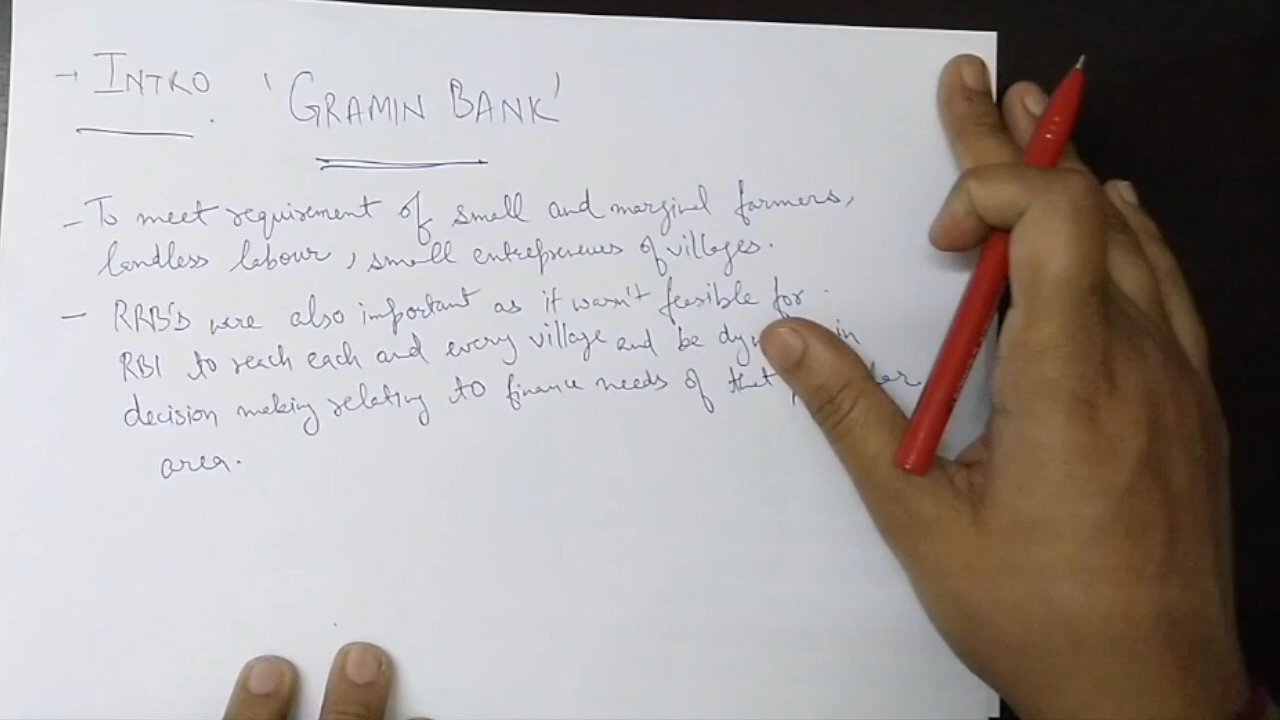 → INTRO 'GRAMIN BANK'
- To meet requirement of small and marginal farmers,
landless labour, small entrepreneurs of villages.
- RRB'S were also important as it wasn't feasible for
RBI to reach each and every village and be in
decision making relating to finance needs of that
area.